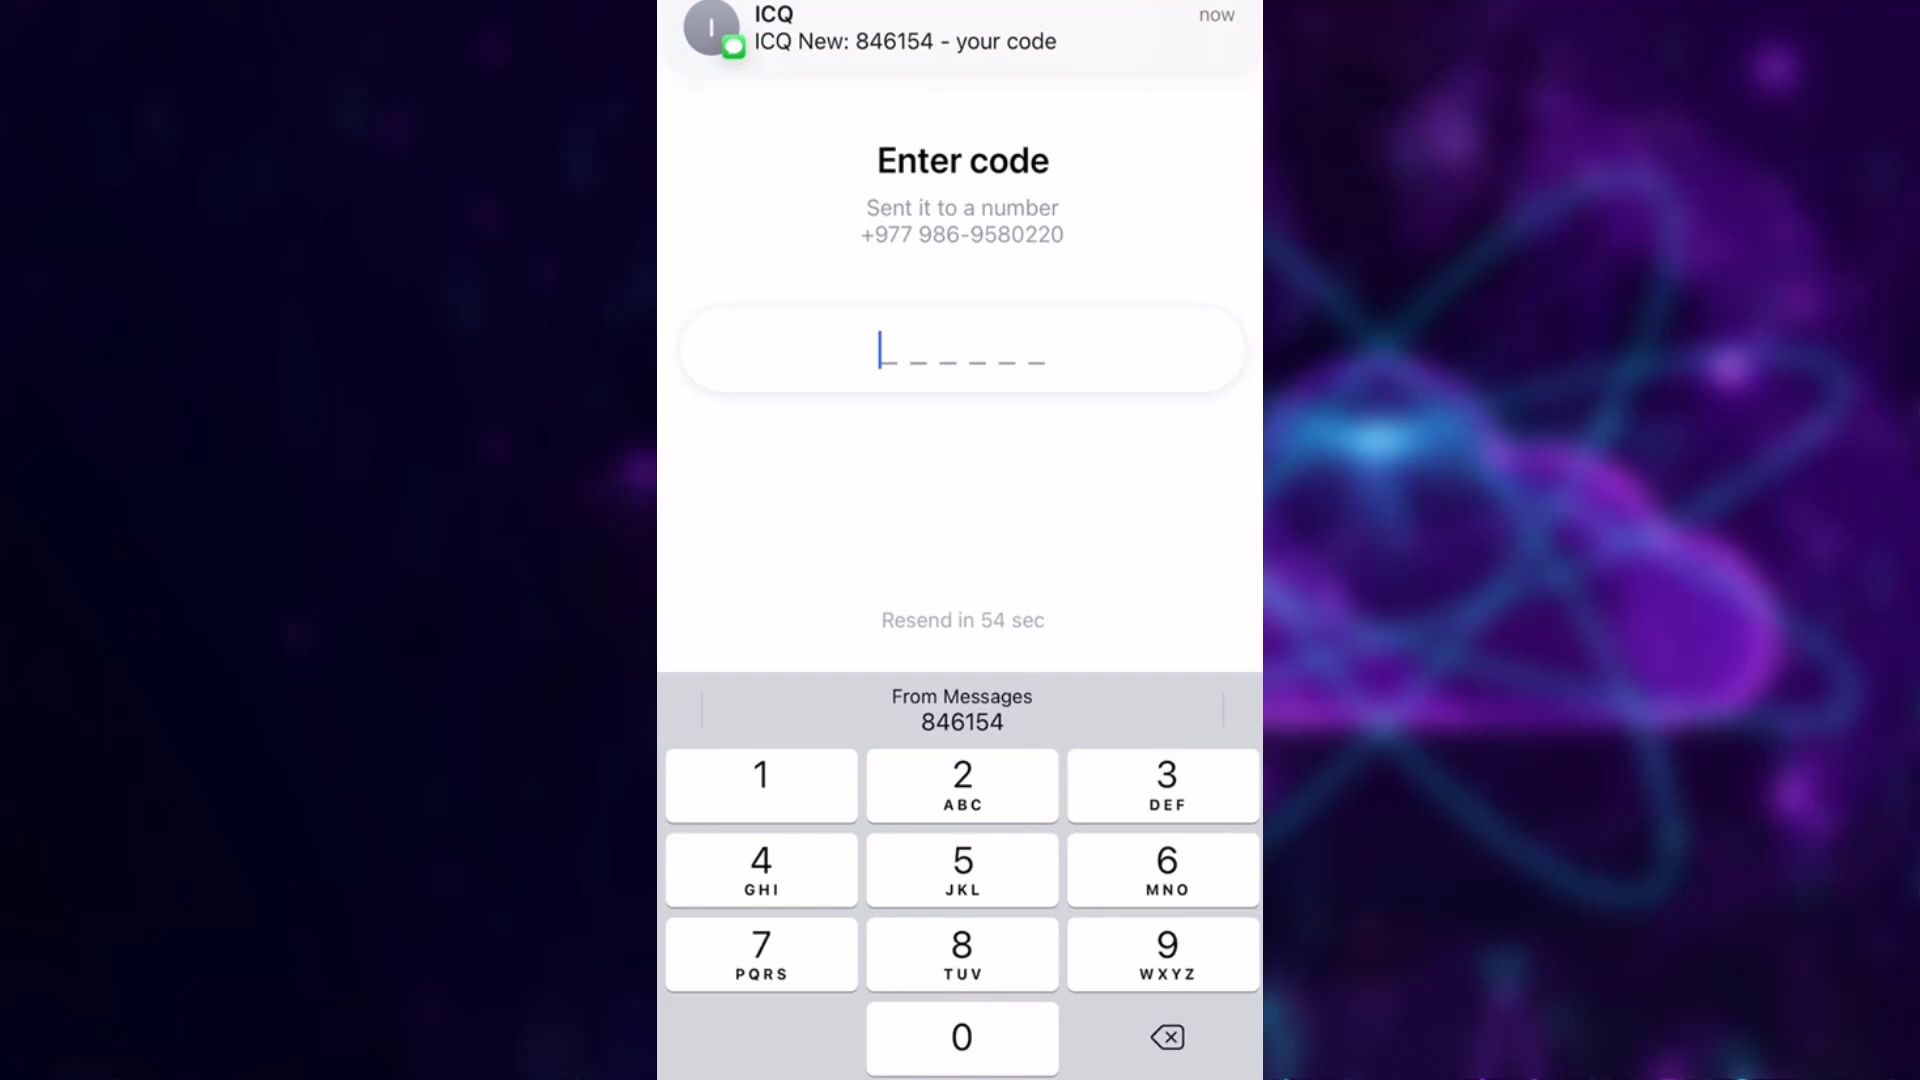 I
ICQ
now
ICQ New: 846154 - your code
Enter code
Sent it to a number
+977 986-9580220
Resend in 54 sec
From Messages
846154
1
2
ABC
3
DEF
4
GHI
5
JKL
6
MNO
7
PQRS
8
TUV
9
WXYZ
0